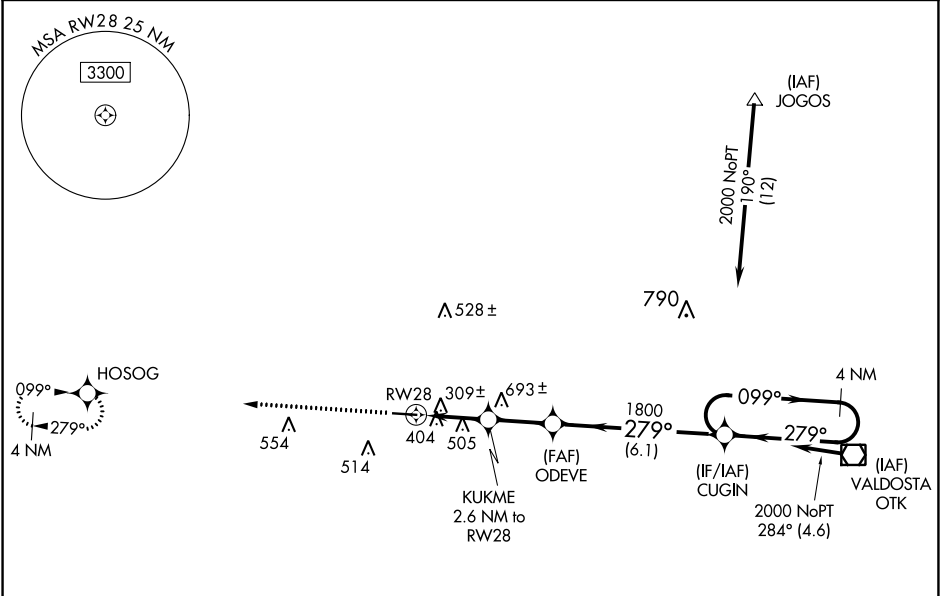 MSA RW28 25 NM
3300
(IAF)
JOGOS
2000 NoPT
190°
(12)
528 ±
790
HOSOG
099°
279°
4 NM
RW28
309±
693±
404
505
554
514
1800
279°
(6.1)
099°
4 NM
279°
(FAF)
ODEVE
(IF/IAF)
CUGIN
(IAF)
VALDOSTA
OTK
KUKME
2.6 NM to
RW28
2000 NoPT
284° (4.6)